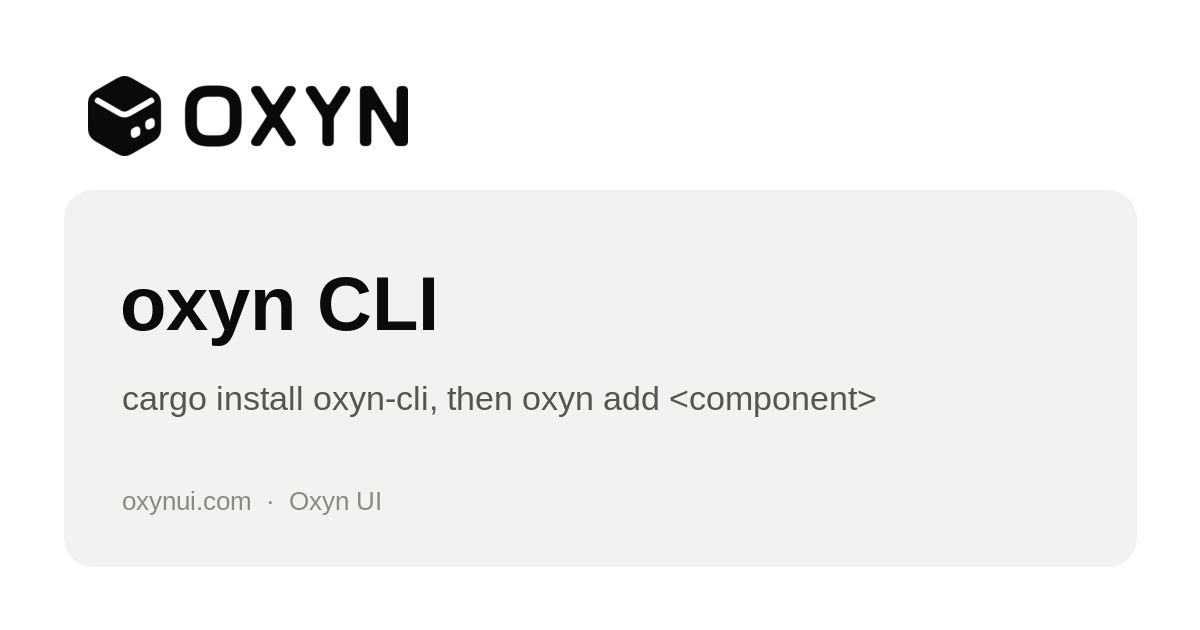 OXYN
oxyn CLI
cargo install oxyn-cli, then oxyn add <component>
oxynui.com · Oxyn UI